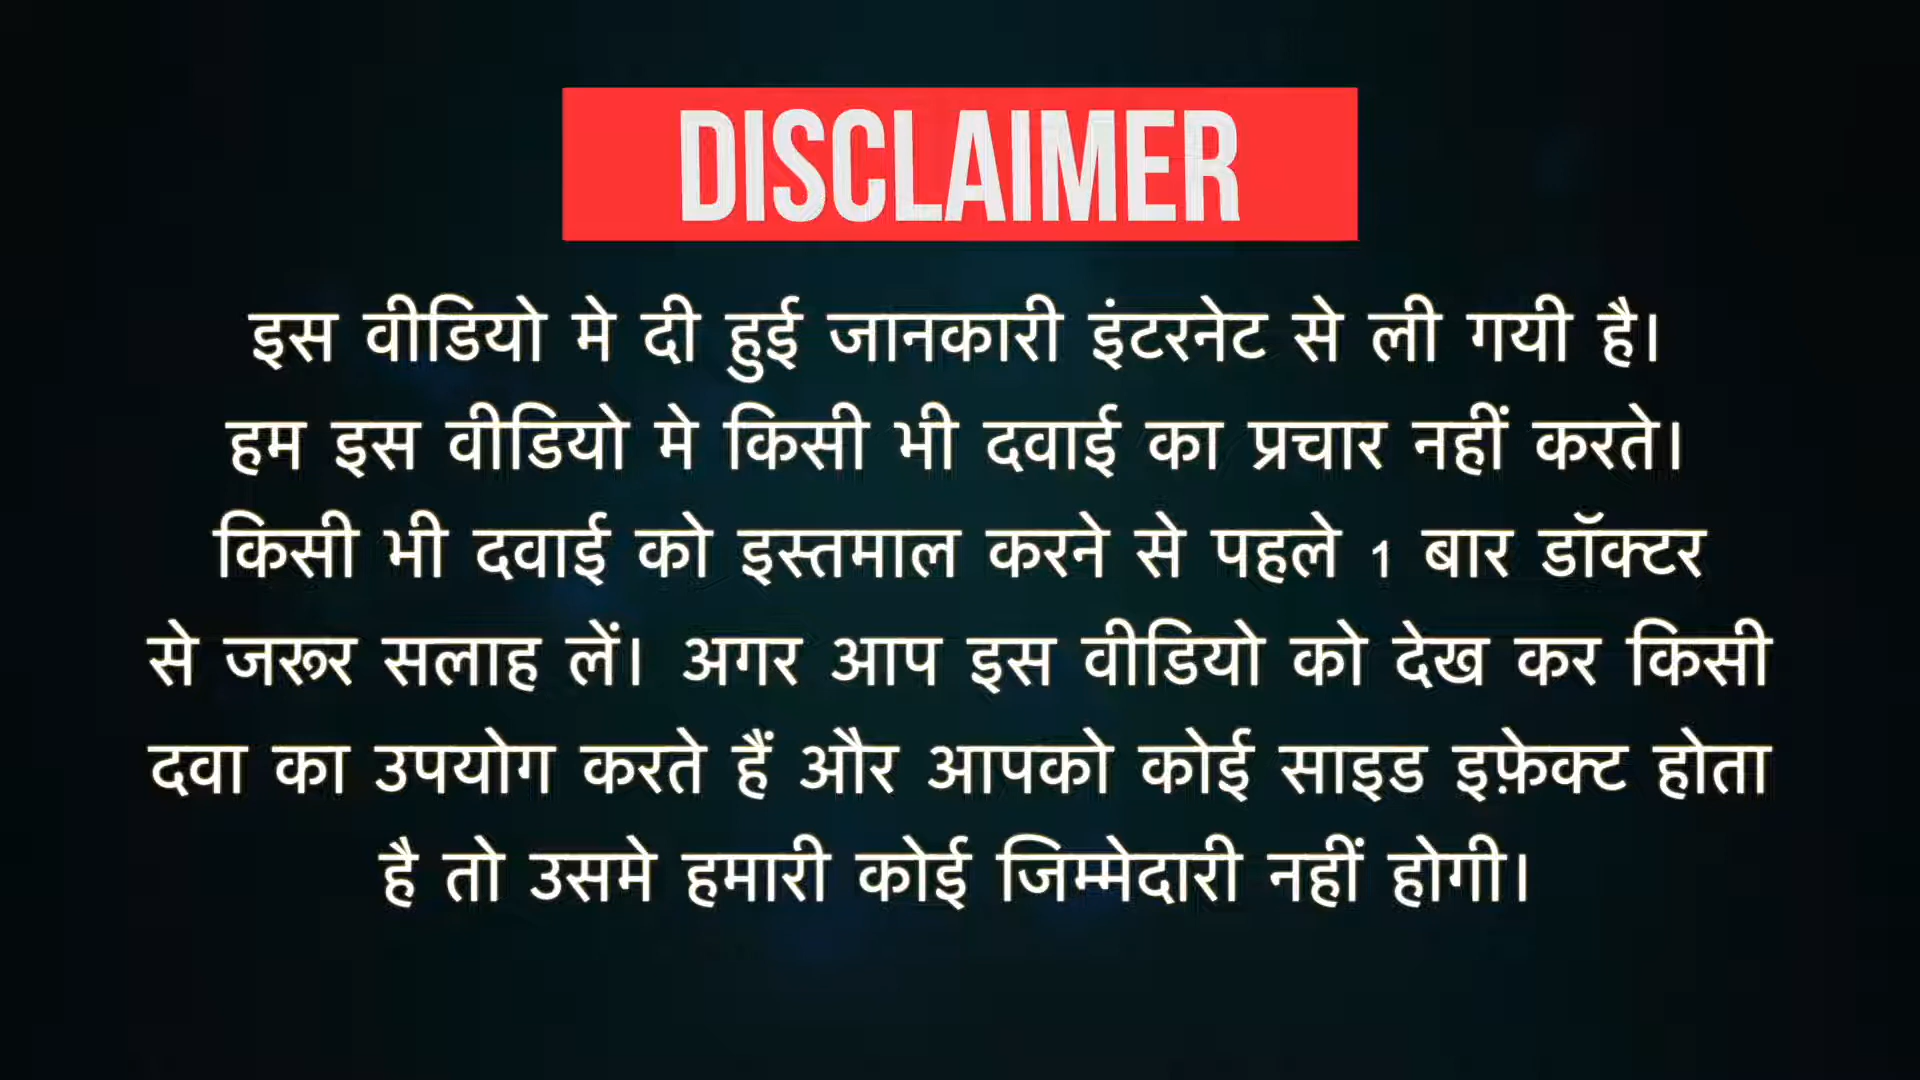 DISCLAIMER
इस वीडियो मे दी हुई जानकारी इंटरनेट से ली गयी है।
हम इस वीडियो मे किसी भी दवाई का प्रचार नहीं करते।
किसी भी दवाई को इस्तमाल करने से पहले 1 बार डॉक्टर
से जरूर सलाह लें। अगर आप इस वीडियो को देख कर किसी
दवा का उपयोग करते हैं और आपको कोई साइड इफ़ेक्ट होता
है तो उसमे हमारी कोई जिम्मेदारी नहीं होगी।